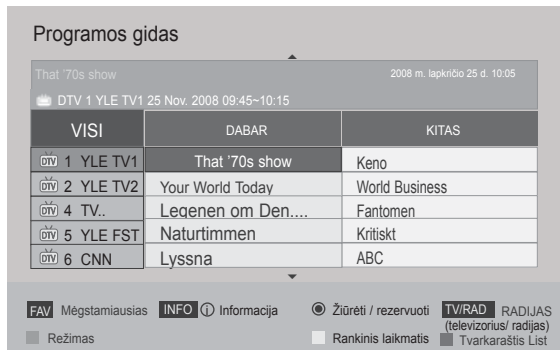 Programos gidas
That '70s show 2008 m. lapkričio 25 d. 10:05
DTV 1 YLE TV1 25 Nov. 2008 09:45~10:15
VISI DABAR KITAS
DTV 1 YLE TV1 That '70s show Keno
DTV 2 YLE TV2 Your World Today World Business
DTV 4 TV.. Legenen om Den.... Fantomen
DTV 5 YLE FST Naturtimmen Kritiskt
DTV 6 CNN Lyssna ABC
FAV Mėgstamiausias INFO i Informacija Žiūrėti / rezervuoti TV/RAD RADIJAS
(televizorius/ radijas)
Režimas Rankinis laikmatis Tvarkaraštis List